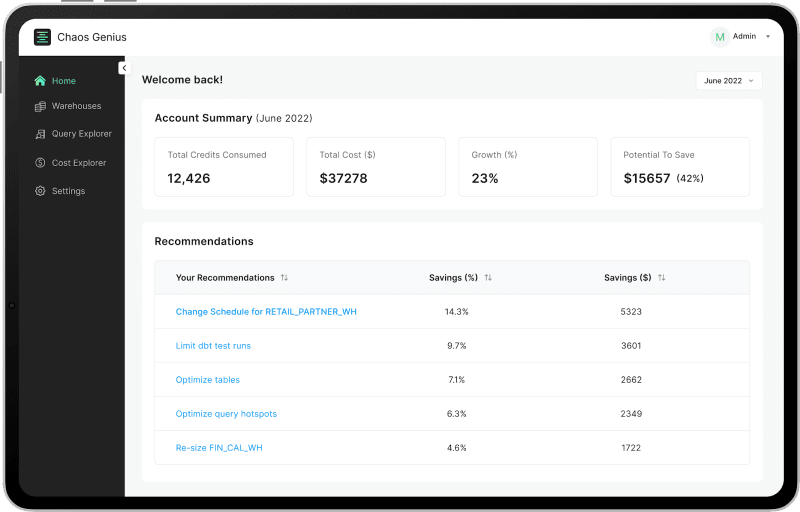 Chaos Genius
M Admin
Home
Warehouses
Query Explorer
Cost Explorer
Settings
Welcome back!
June 2022
Account Summary (June 2022)
Total Credits Consumed
12,426
Total Cost ($)
$37278
Growth (%)
23%
Potential To Save
$15657 (42%)
Recommendations
Your Recommendations Savings (%) Savings ($)
Change Schedule for RETAIL_PARTNER_WH 14.3% 5323
Limit dbt test runs 9.7% 3601
Optimize tables 7.1% 2662
Optimize query hotspots 6.3% 2349
Re-size FIN_CAL_WH 4.6% 1722